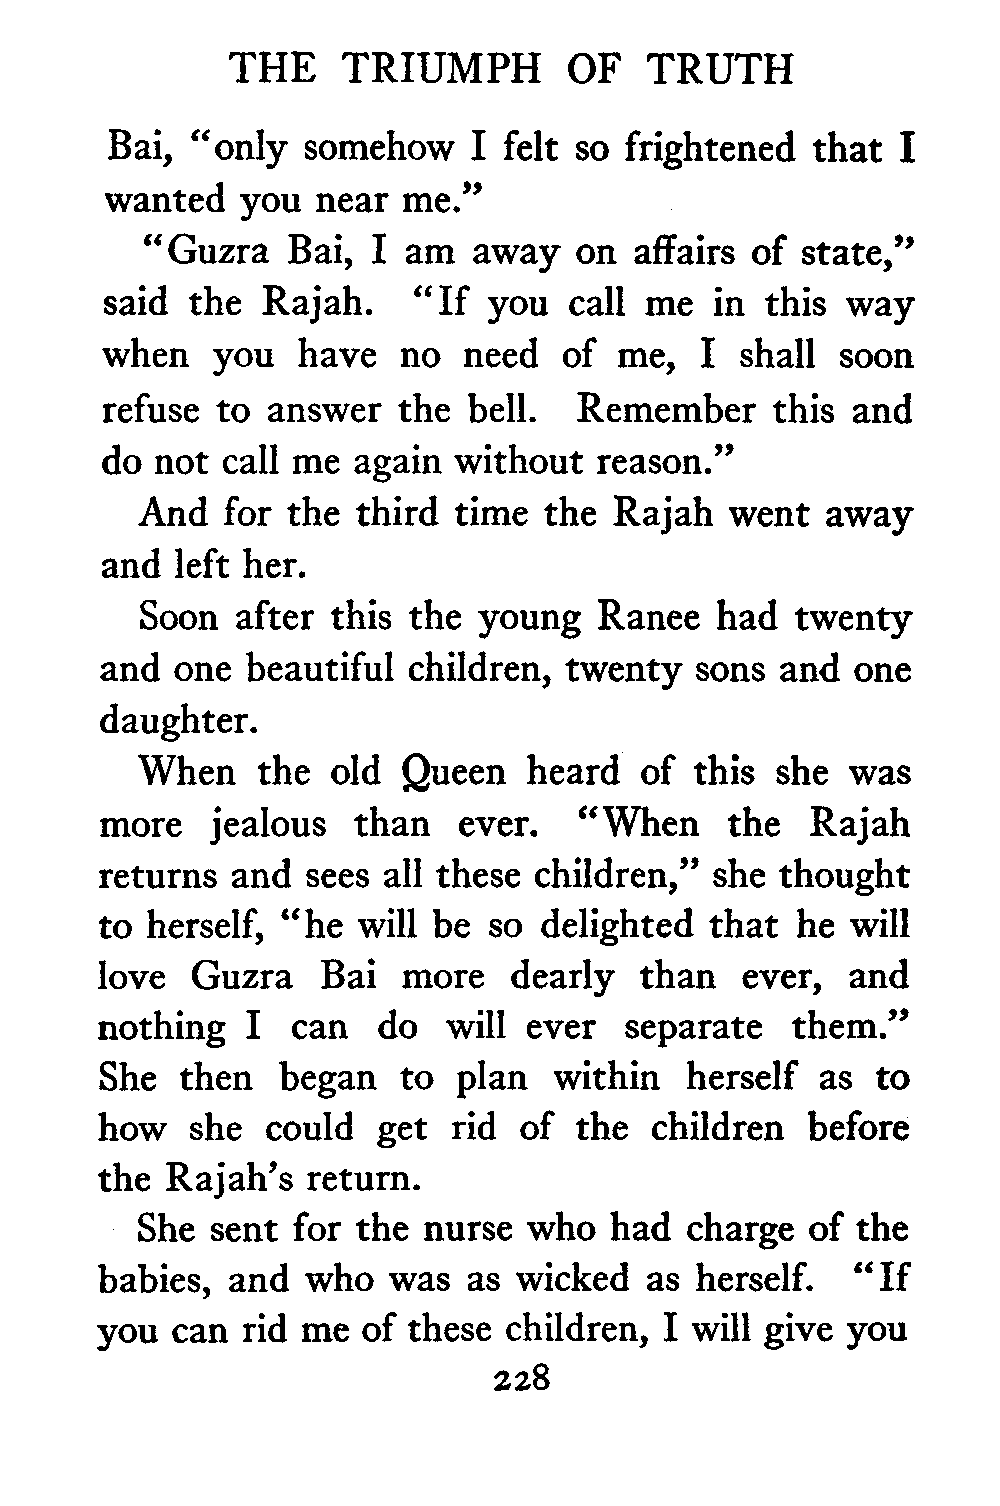 THE TRIUMPH OF TRUTH
Bai, “only somehow I felt so frightened that I
wanted you near me.”
“Guzra Bai, I am away on affairs of state,”
said the Rajah. “If you call me in this way
when you have no need of me, I shall soon
refuse to answer the bell. Remember this and
do not call me again without reason.”
And for the third time the Rajah went away
and left her.
Soon after this the young Ranee had twenty
and one beautiful children, twenty sons and one
daughter.
When the old Queen heard of this she was
more jealous than ever. “When the Rajah
returns and sees all these children,” she thought
to herself, “he will be so delighted that he will
love Guzra Bai more dearly than ever, and
nothing I can do will ever separate them.”
She then began to plan within herself as to
how she could get rid of the children before
the Rajah’s return.
She sent for the nurse who had charge of the
babies, and who was as wicked as herself. “If
you can rid me of these children, I will give you
228